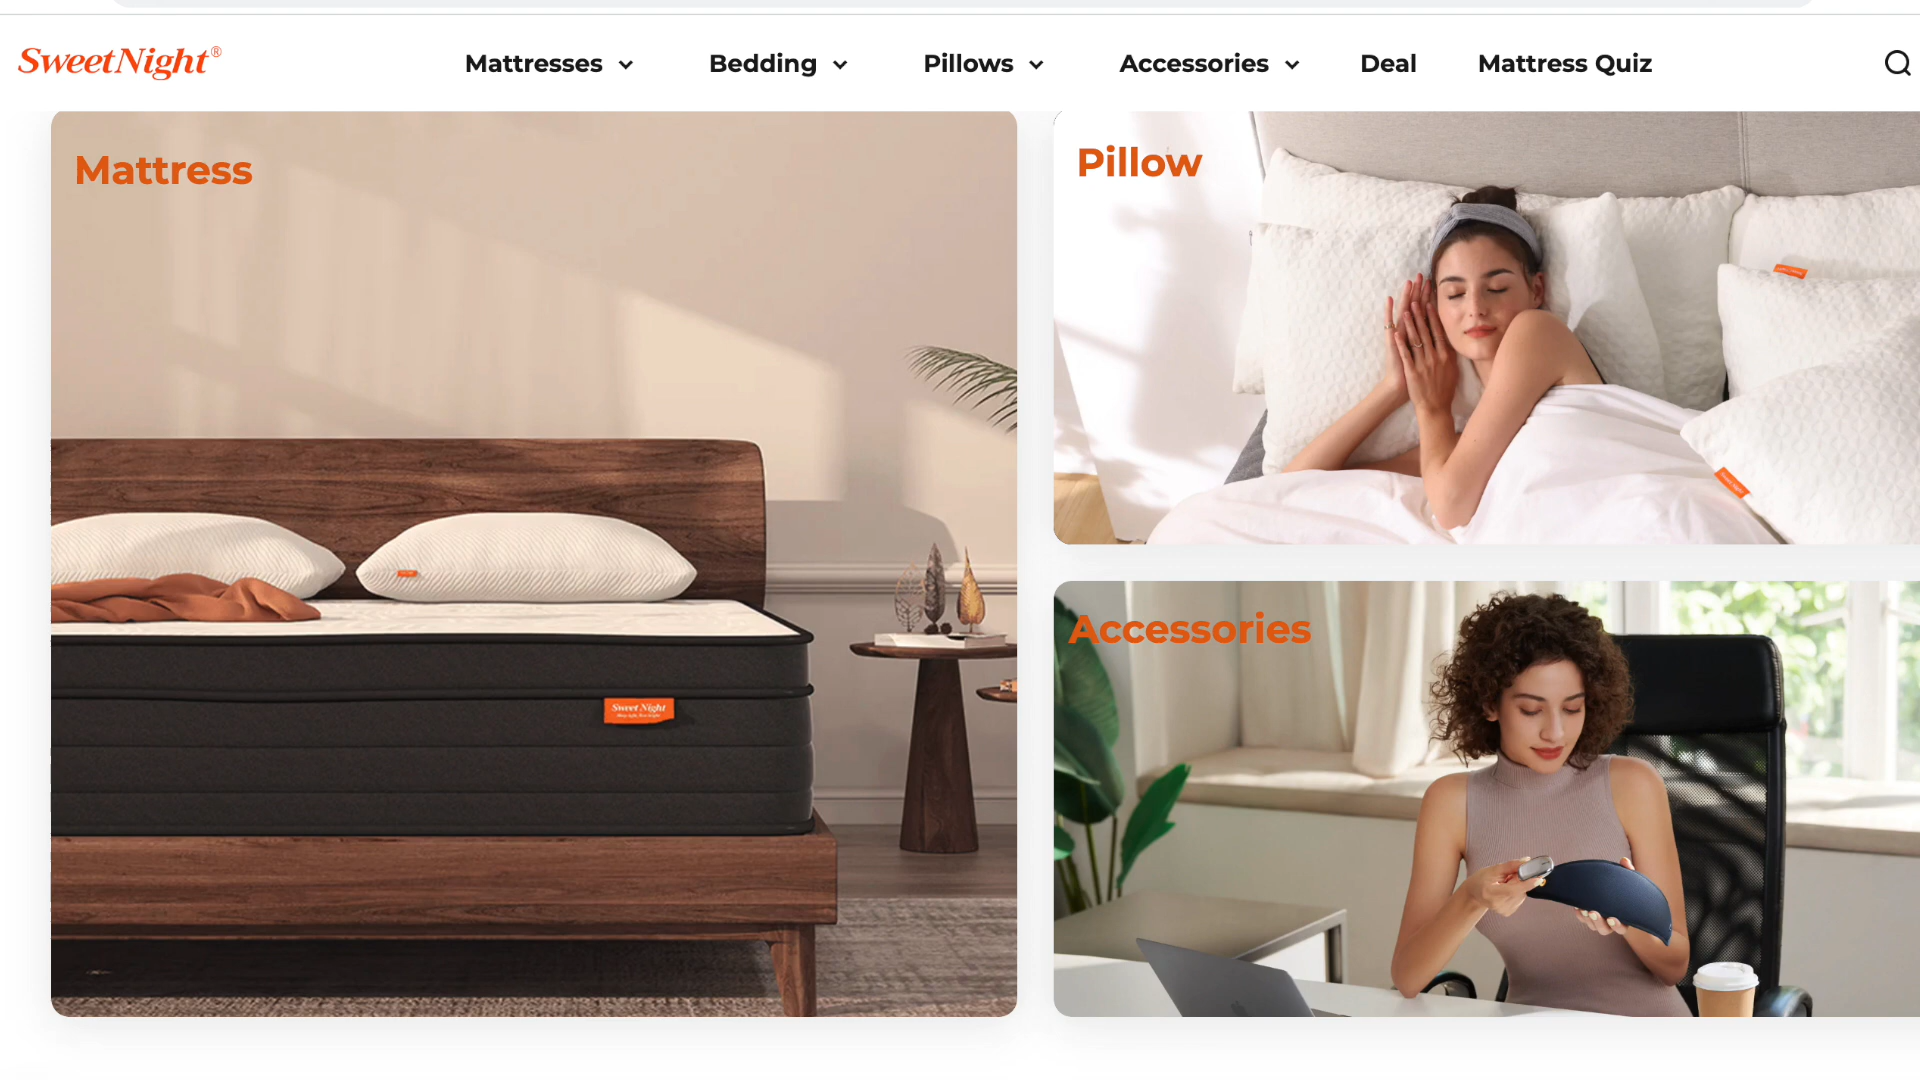 SweetNight®
Mattresses
Bedding
Pillows
Accessories
Deal
Mattress Quiz
Mattress
Pillow
Accessories
Sweet Night